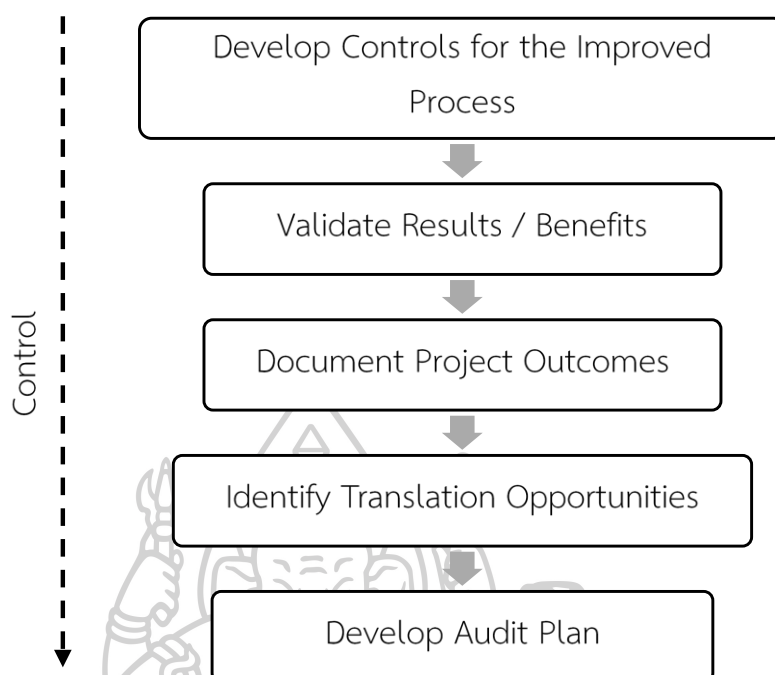 Develop Controls for the Improved
Process
Validate Results / Benefits
Control
Document Project Outcomes
Identify Translation Opportunities
Develop Audit Plan